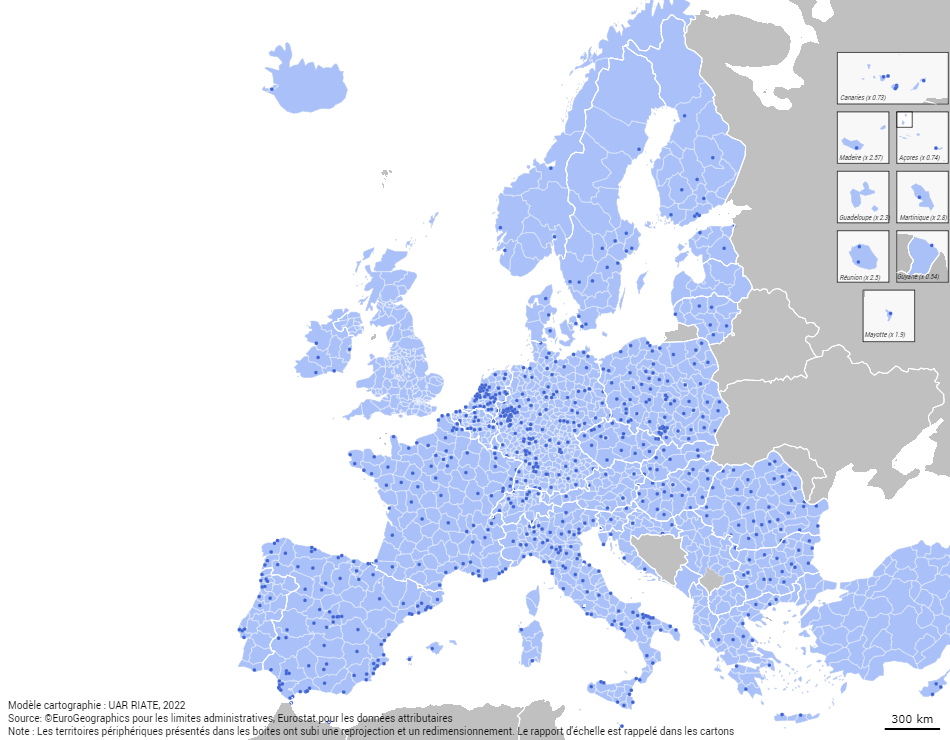 Canaries (x 0.73)
Madeire (x 2.57)
Açores (x 0.74)
Guadeloupe (x 2.3
Martinique (x 2.8)
Réunion (x 2.5)
Guyane (x 0.54)
Mayotte (x 1.9)
Modèle cartographie : UAR RIATE, 2022
Source: ©EuroGeographics pour les limites administratives, Eurostat pour les données attributaires
Note : Les territoires périphériques présentés dans les boites ont subi une reprojection et un redimensionnement. Le rapport d'échelle est rappelé dans les cartons
300 km